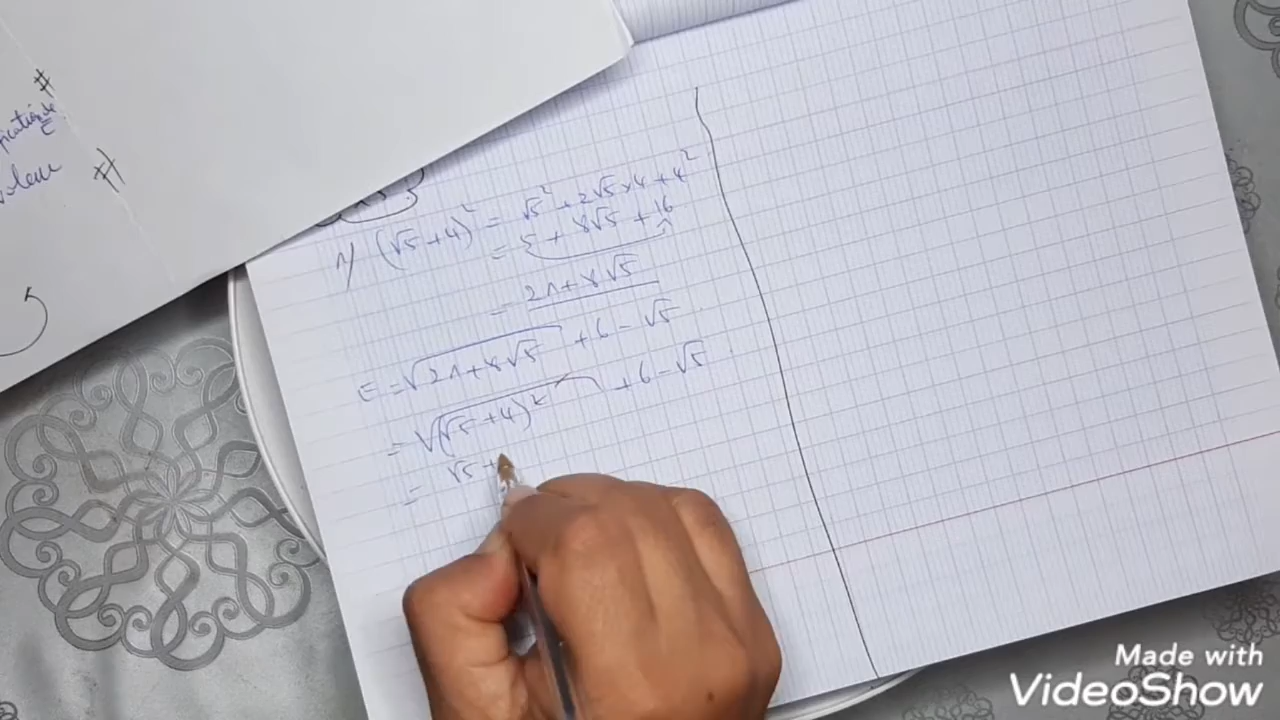 #
#
1) (√5+4)² = √5² + 2√5×4 + 4²
= 5 + 8√5 + 16
= 21+8√5
E = √21+8√5 + 6 - √5
= √(√5+4)² + 6 - √5
= √5 +
Made with
VideoShow